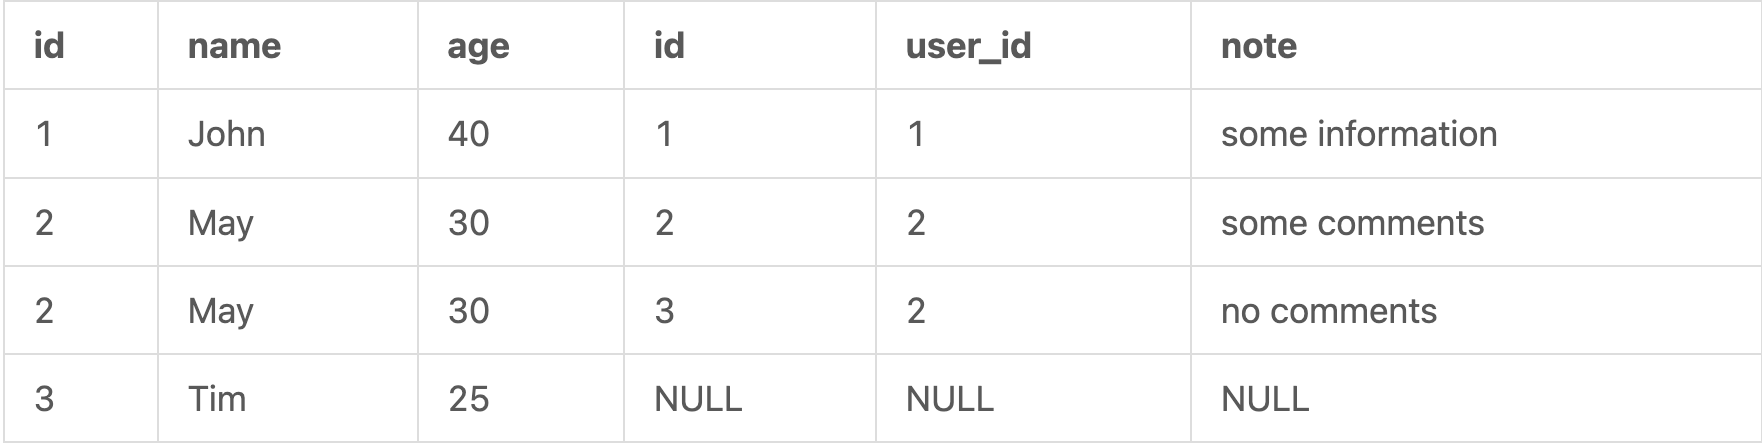 id name age id user_id note
1 John 40 1 1 some information
2 May 30 2 2 some comments
2 May 30 3 2 no comments
3 Tim 25 NULL NULL NULL